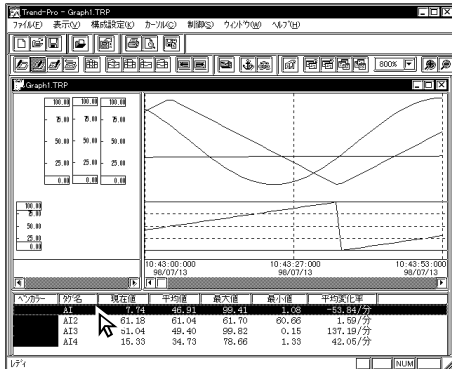 Trend-Pro - Graph1.TRP
ファイル(F) 表示(V) 構成設定(K) カーソル(C) 制御(S) ウィンドウ(W) ヘルプ(H)
800%
Graph1.TRP
100.00 100.00 100.00
75.00 75.00 75.00
50.00 50.00 50.00
25.00 25.00 25.00
0.00 0.00 0.00
100.00
75.00
50.00
25.00
0.00
10:43:00:000 10:43:27:000 10:43:53:000
98/07/13 98/07/13 98/07/13
ペンカラー タグ名 現在値 平均値 最大値 最小値 平均変化率
AI 7.74 46.91 99.41 1.08 -53.84/分
AI2 61.18 61.04 61.70 60.66 1.59/分
AI3 51.04 49.40 99.82 0.15 137.19/分
AI4 15.33 34.73 78.66 1.33 42.05/分
レディ NUM